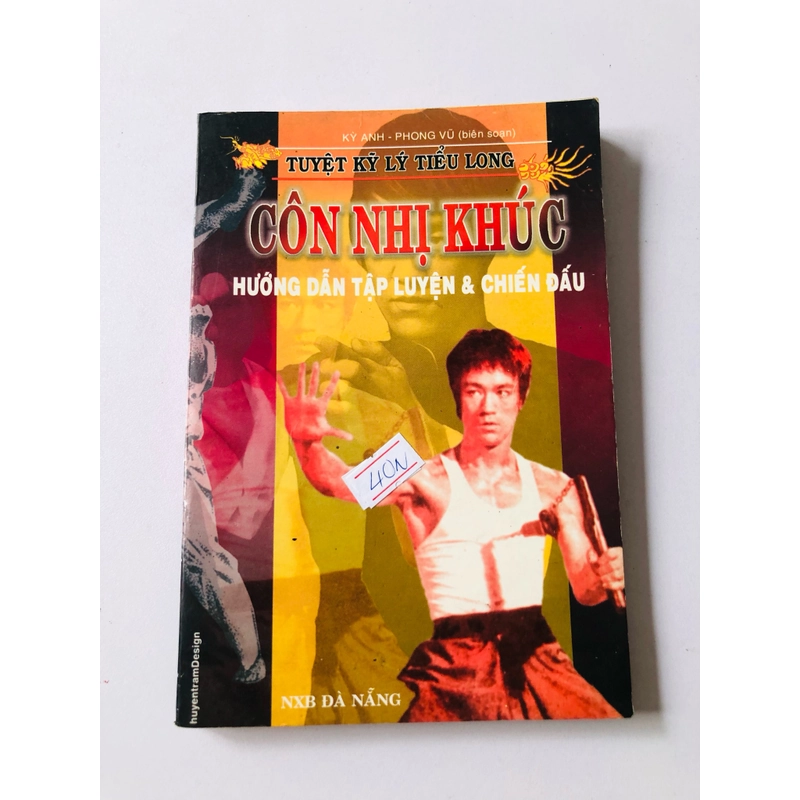 KỲ ANH - PHONG VŨ (biên soạn)
TUYỆT KỸ LÝ TIỂU LONG
CÔN NHỊ KHÚC
HƯỚNG DẪN TẬP LUYỆN & CHIẾN ĐẤU
40N
NXB ĐÀ NẴNG
huyentramDesign